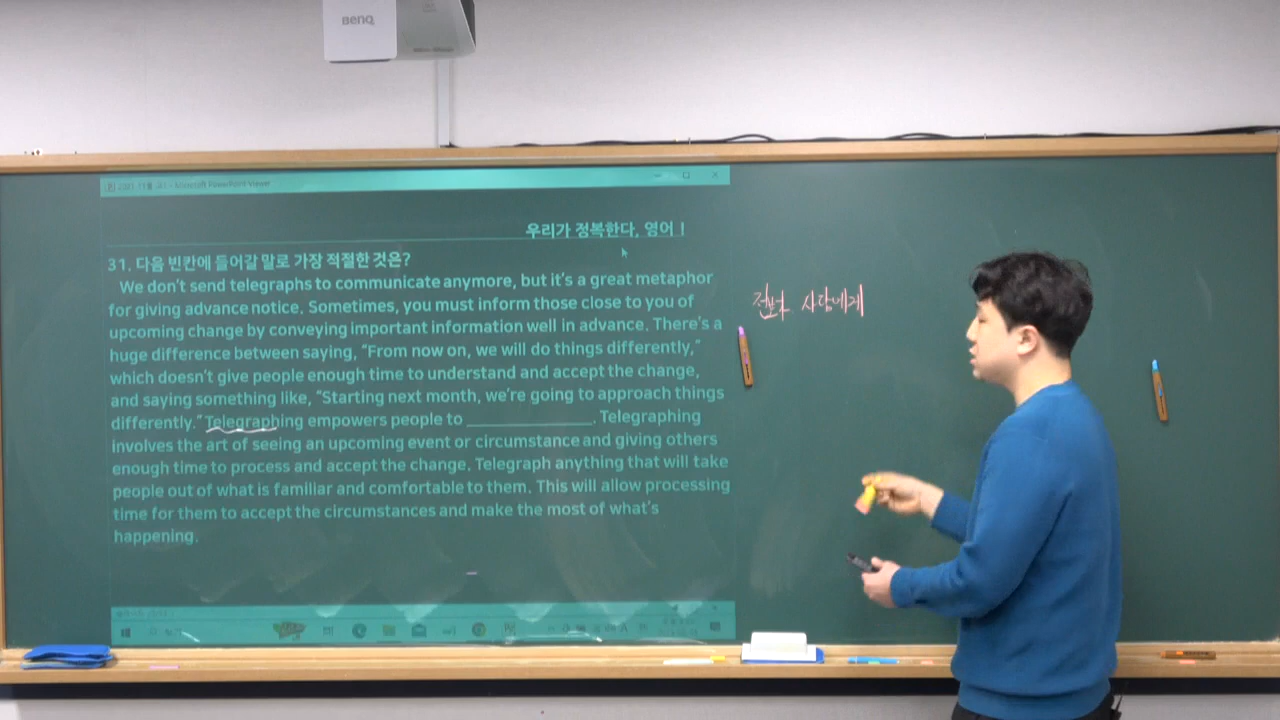 BenQ
Microsoft PowerPoint Viewer
우리가 정복한다, 영어 !
31. 다음 빈칸에 들어갈 말로 가장 적절한 것은?
We don't send telegraphs to communicate anymore, but it's a great metaphor
for giving advance notice. Sometimes, you must inform those close to you of
upcoming change by conveying important information well in advance. There's a
huge difference between saying, "From now on, we will do things differently,"
which doesn't give people enough time to understand and accept the change,
and saying something like, "Starting next month, we're going to approach things
differently." Telegraphing empowers people to _______________. Telegraphing
involves the art of seeing an upcoming event or circumstance and giving others
enough time to process and accept the change. Telegraph anything that will take
people out of what is familiar and comfortable to them. This will allow processing
time for them to accept the circumstances and make the most of what's
happening.
전보가 사람에게